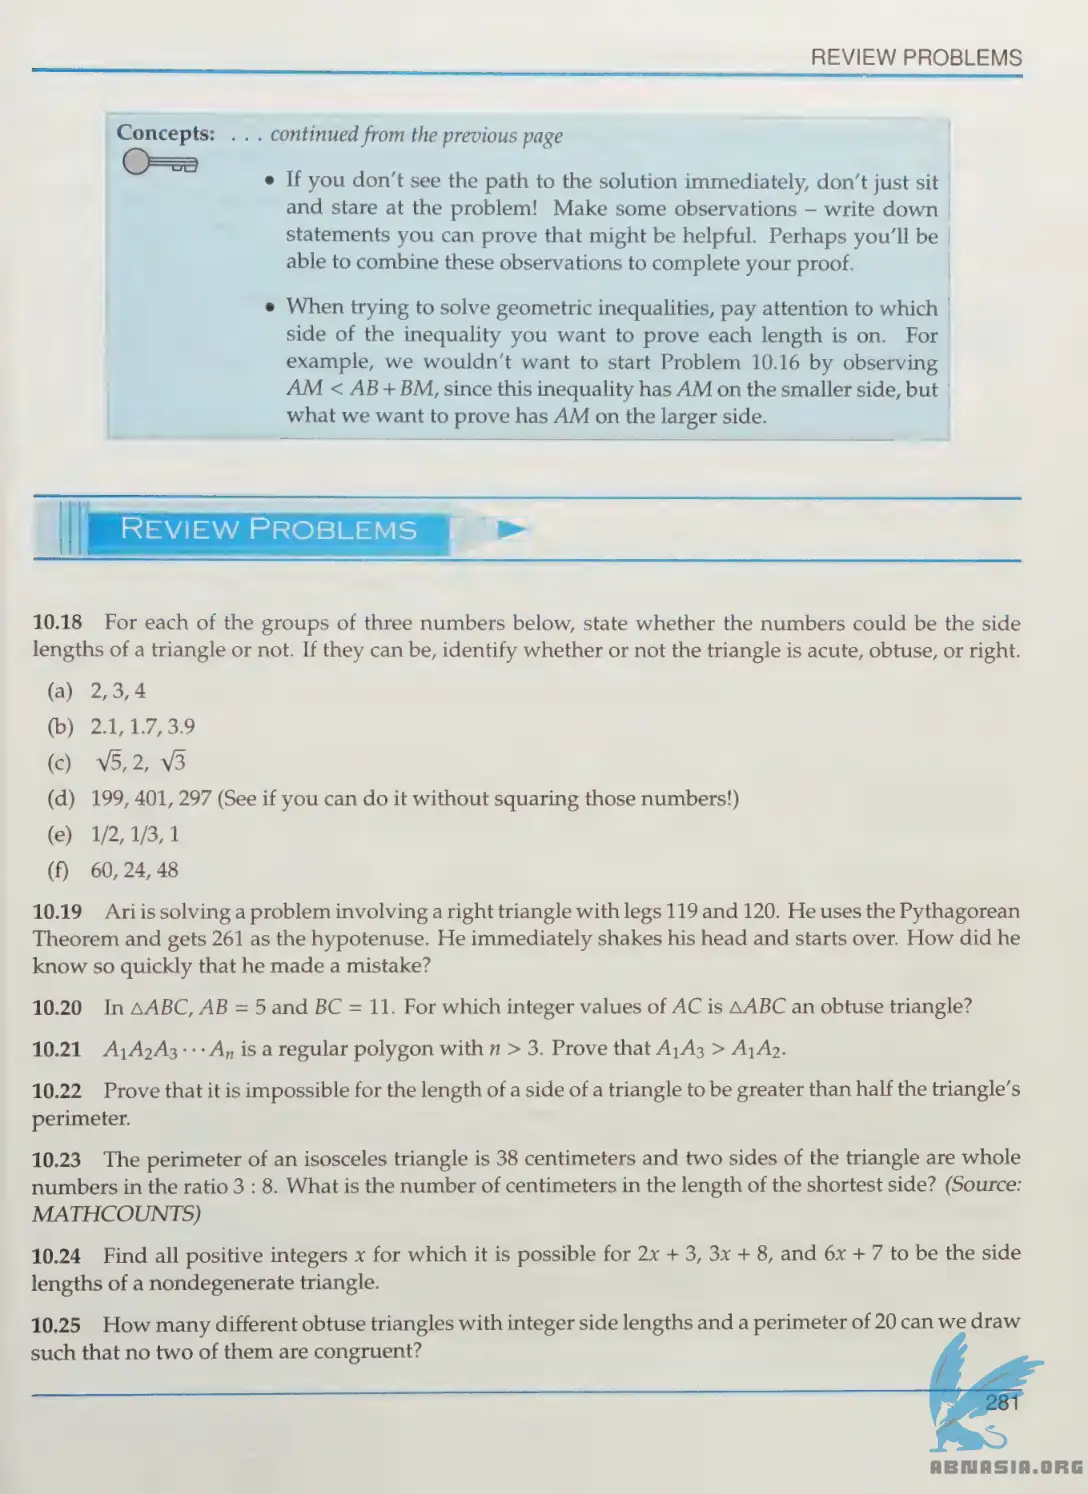 REVIEW PROBLEMS
Concepts: . . . continued from the previous page
• If you don't see the path to the solution immediately, don't just sit
and stare at the problem! Make some observations – write down
statements you can prove that might be helpful. Perhaps you'll be
able to combine these observations to complete your proof.
• When trying to solve geometric inequalities, pay attention to which
side of the inequality you want to prove each length is on. For
example, we wouldn't want to start Problem 10.16 by observing
AM < AB + BM, since this inequality has AM on the smaller side, but
what we want to prove has AM on the larger side.
REVIEW PROBLEMS
10.18 For each of the groups of three numbers below, state whether the numbers could be the side
lengths of a triangle or not. If they can be, identify whether or not the triangle is acute, obtuse, or right.
(a) 2, 3, 4
(b) 2.1, 1.7, 3.9
(c) √5, 2, √3
(d) 199, 401, 297 (See if you can do it without squaring those numbers!)
(e) 1/2, 1/3, 1
(f) 60, 24, 48
10.19 Ari is solving a problem involving a right triangle with legs 119 and 120. He uses the Pythagorean
Theorem and gets 261 as the hypotenuse. He immediately shakes his head and starts over. How did he
know so quickly that he made a mistake?
10.20 In △ABC, AB = 5 and BC = 11. For which integer values of AC is △ABC an obtuse triangle?
10.21 A₁A₂A₃ ··· Aₙ is a regular polygon with n > 3. Prove that A₁A₃ > A₁A₂.
10.22 Prove that it is impossible for the length of a side of a triangle to be greater than half the triangle's
perimeter.
10.23 The perimeter of an isosceles triangle is 38 centimeters and two sides of the triangle are whole
numbers in the ratio 3 : 8. What is the number of centimeters in the length of the shortest side? (Source:
MATHCOUNTS)
10.24 Find all positive integers x for which it is possible for 2x + 3, 3x + 8, and 6x + 7 to be the side
lengths of a nondegenerate triangle.
10.25 How many different obtuse triangles with integer side lengths and a perimeter of 20 can we draw
such that no two of them are congruent?
281
ABNASIA.ORG